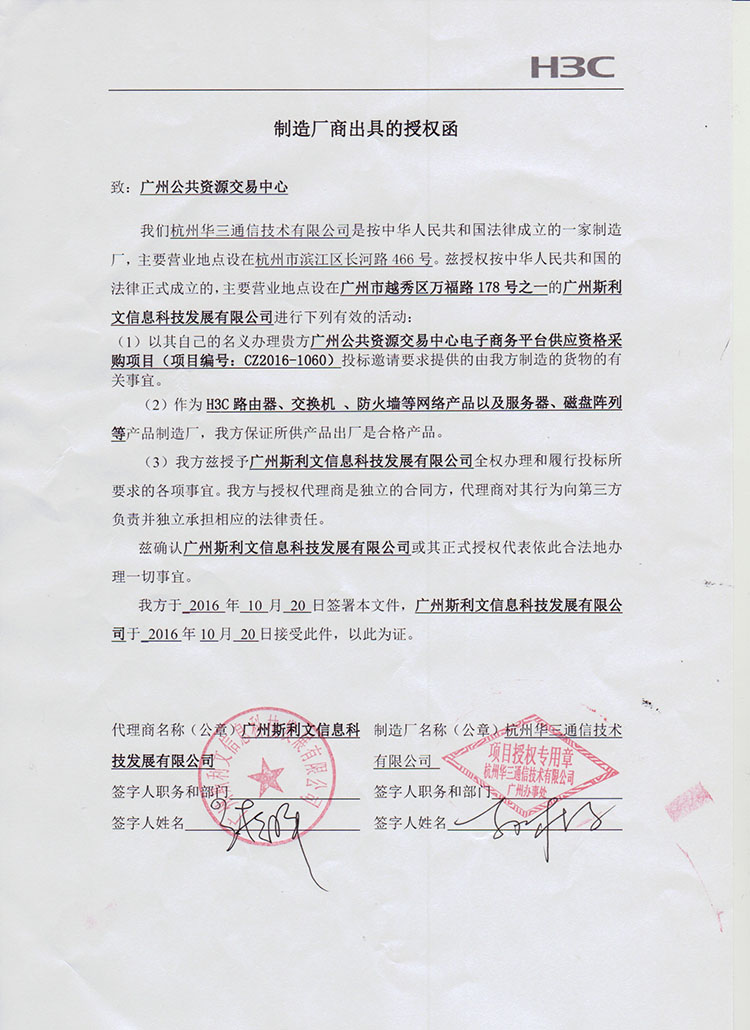 H3C
制造厂商出具的授权函
致：广州公共资源交易中心
我们杭州华三通信技术有限公司是按中华人民共和国法律成立的一家制造
厂，主要营业地点设在杭州市滨江区长河路 466 号。兹授权按中华人民共和国的
法律正式成立的，主要营业地点设在广州市越秀区万福路 178 号之一的广州斯利
文信息科技发展有限公司进行下列有效的活动：
（1）以其自己的名义办理贵方广州公共资源交易中心电子商务平台供应资格采
购项目（项目编号：CZ2016-1060）投标邀请要求提供的由我方制造的货物的有
关事宜。
（2）作为 H3C 路由器、交换机 、防火墙等网络产品以及服务器、磁盘阵列
等产品制造厂，我方保证所供产品出厂是合格产品。
（3）我方兹授予广州斯利文信息科技发展有限公司全权办理和履行投标所
要求的各项事宜。我方与授权代理商是独立的合同方，代理商对其行为向第三方
负责并独立承担相应的法律责任。
兹确认广州斯利文信息科技发展有限公司或其正式授权代表依此合法地办
理一切事宜。
我方于 2016 年 10 月 20 日签署本文件，广州斯利文信息科技发展有限公
司于 2016 年 10 月 20 日接受此件，以此为证。
代理商名称（公章）广州斯利文信息科
技发展有限公司
签字人职务和部门
签字人姓名
广州斯利文信息科技发展有限公司
制造厂名称（公章）杭州华三通信技术
有限公司
签字人职务和部门
签字人姓名
项目授权专用章
杭州华三通信技术有限公司
广州办事处